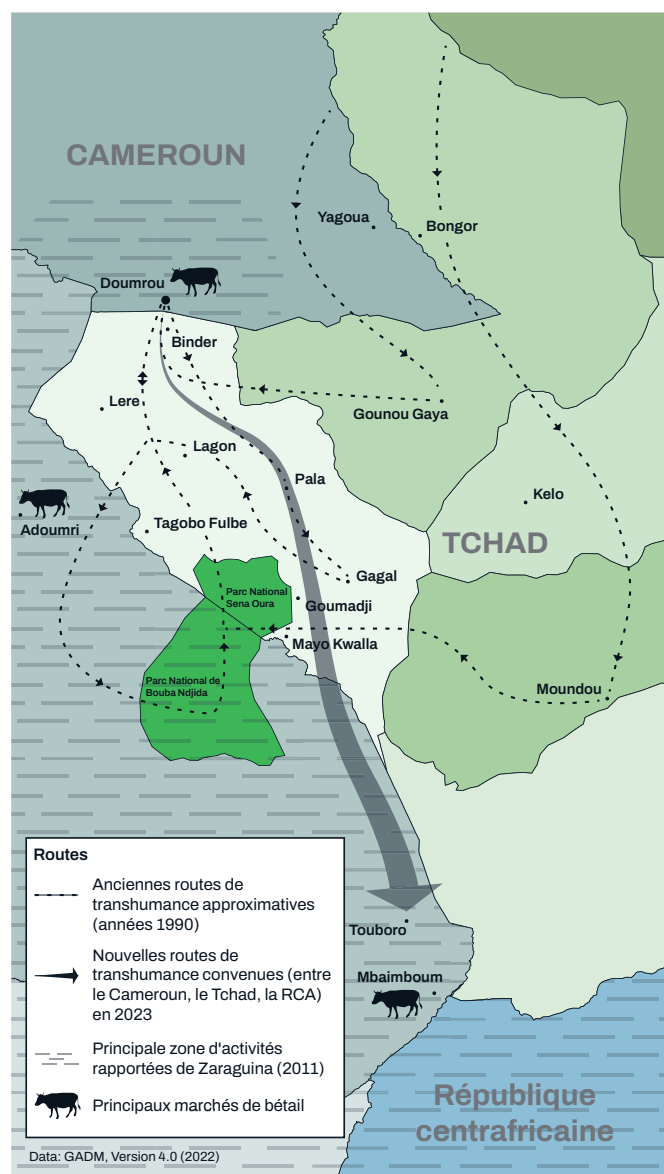 CAMEROUN
Yagoua
Bongor
Doumrou
Binder
Lere
Gounou Gaya
Lagon
Pala
Kelo
Adoumri
Tagobo Fulbe
TCHAD
Gagal
Parc National
Sena Oura
Goumadji
Mayo Kwalla
Parc National de
Bouba Ndjida
Moundou
Touboro
Mbaimboum
République
centrafricaine
Routes
Anciennes routes de
transhumance approximatives
(années 1990)
Nouvelles routes de
transhumance convenues (entre
le Cameroun, le Tchad, la RCA)
en 2023
Principale zone d'activités
rapportées de Zaraguina (2011)
Principaux marchés de bétail
Data: GADM, Version 4.0 (2022)